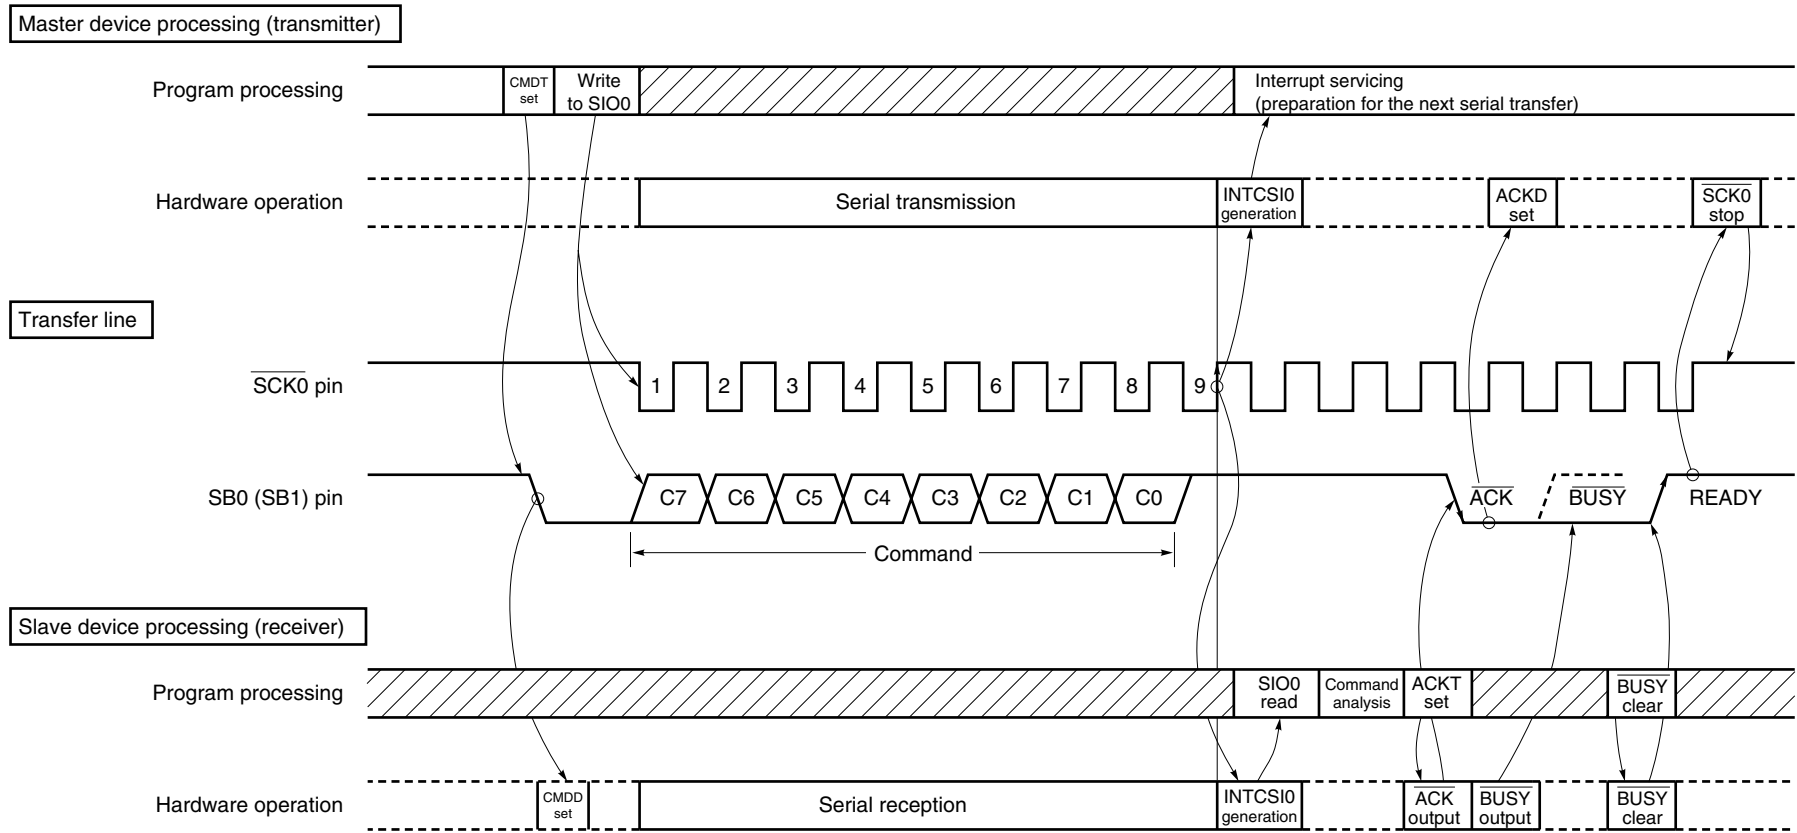 Master device processing (transmitter)
Program processing
CMDT
set
Write
to SIO0
Interrupt servicing
(preparation for the next serial transfer)
Hardware operation
Serial transmission
INTCSI0
generation
ACKD
set
SCK0
stop
Transfer line
SCK0 pin
1 2 3 4 5 6 7 8 9
SB0 (SB1) pin
C7 C6 C5 C4 C3 C2 C1 C0
ACK
BUSY
READY
Command
Slave device processing (receiver)
Program processing
SIO0
read
Command
analysis
ACKT
set
BUSY
clear
Hardware operation
CMDD
set
Serial reception
INTCSI0
generation
ACK
output
BUSY
output
BUSY
clear